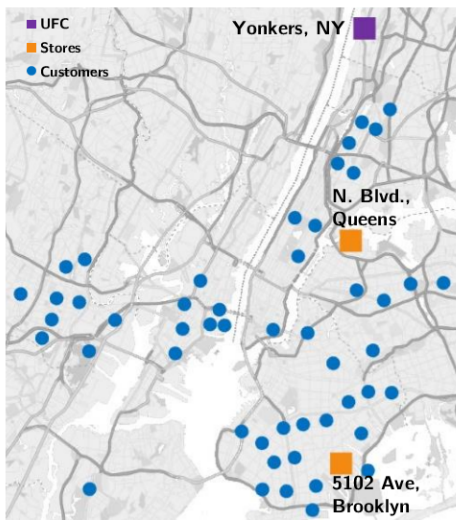 UFC
Stores
Customers
Yonkers, NY
N. Blvd.,
Queens
5102 Ave,
Brooklyn